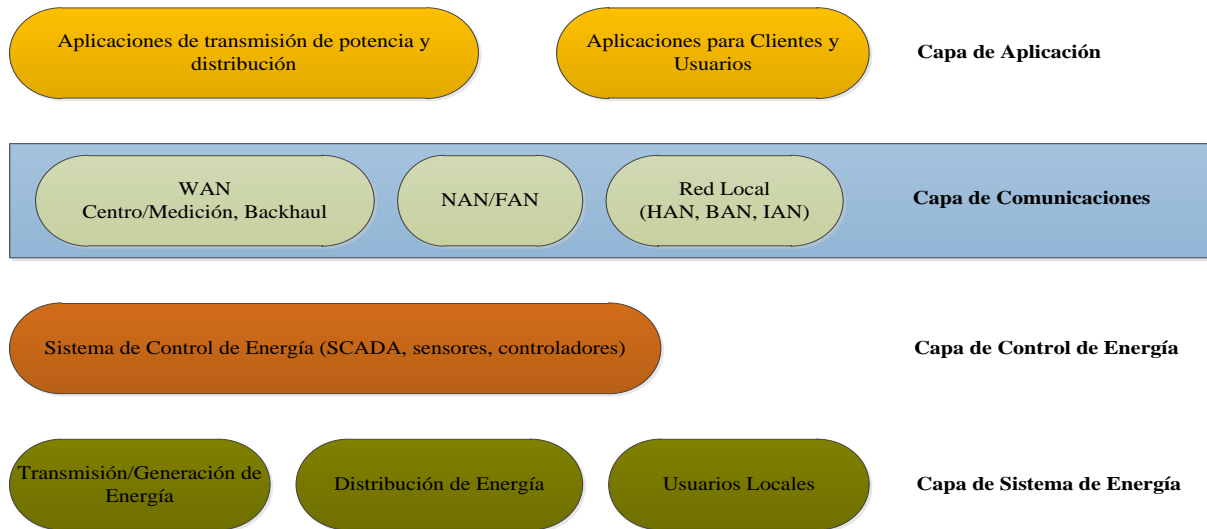 Aplicaciones de transmisión de potencia y
distribución
Aplicaciones para Clientes y
Usuarios
Capa de Aplicación
WAN
Centro/Medición, Backhaul
NAN/FAN
Red Local
(HAN, BAN, IAN)
Capa de Comunicaciones
Sistema de Control de Energía (SCADA, sensores, controladores)
Capa de Control de Energía
Transmisión/Generación de
Energía
Distribución de Energía
Usuarios Locales
Capa de Sistema de Energía